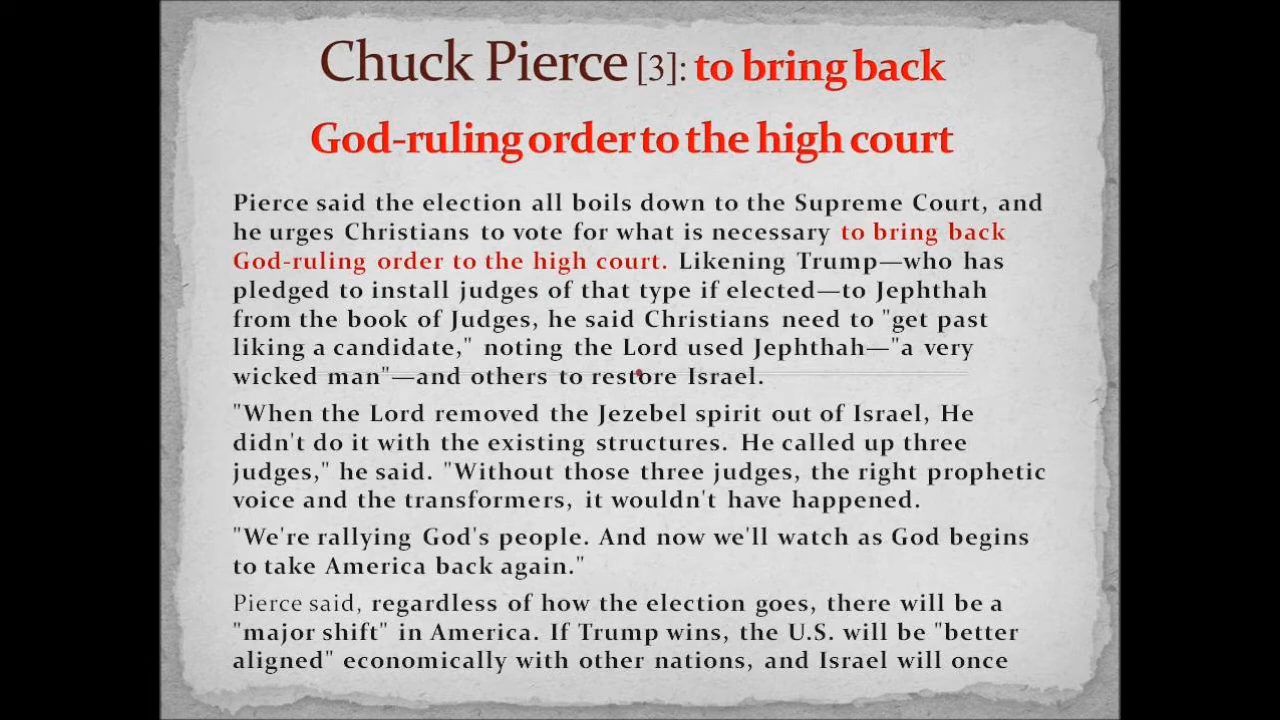 Chuck Pierce [3]: to bring back
God-ruling order to the high court
Pierce said the election all boils down to the Supreme Court, and
he urges Christians to vote for what is necessary to bring back
God-ruling order to the high court. Likening Trump—who has
pledged to install judges of that type if elected—to Jephthah
from the book of Judges, he said Christians need to "get past
liking a candidate," noting the Lord used Jephthah—"a very
wicked man"—and others to restore Israel.
"When the Lord removed the Jezebel spirit out of Israel, He
didn't do it with the existing structures. He called up three
judges," he said. "Without those three judges, the right prophetic
voice and the transformers, it wouldn't have happened.
"We're rallying God's people. And now we'll watch as God begins
to take America back again."
Pierce said, regardless of how the election goes, there will be a
"major shift" in America. If Trump wins, the U.S. will be "better
aligned" economically with other nations, and Israel will once